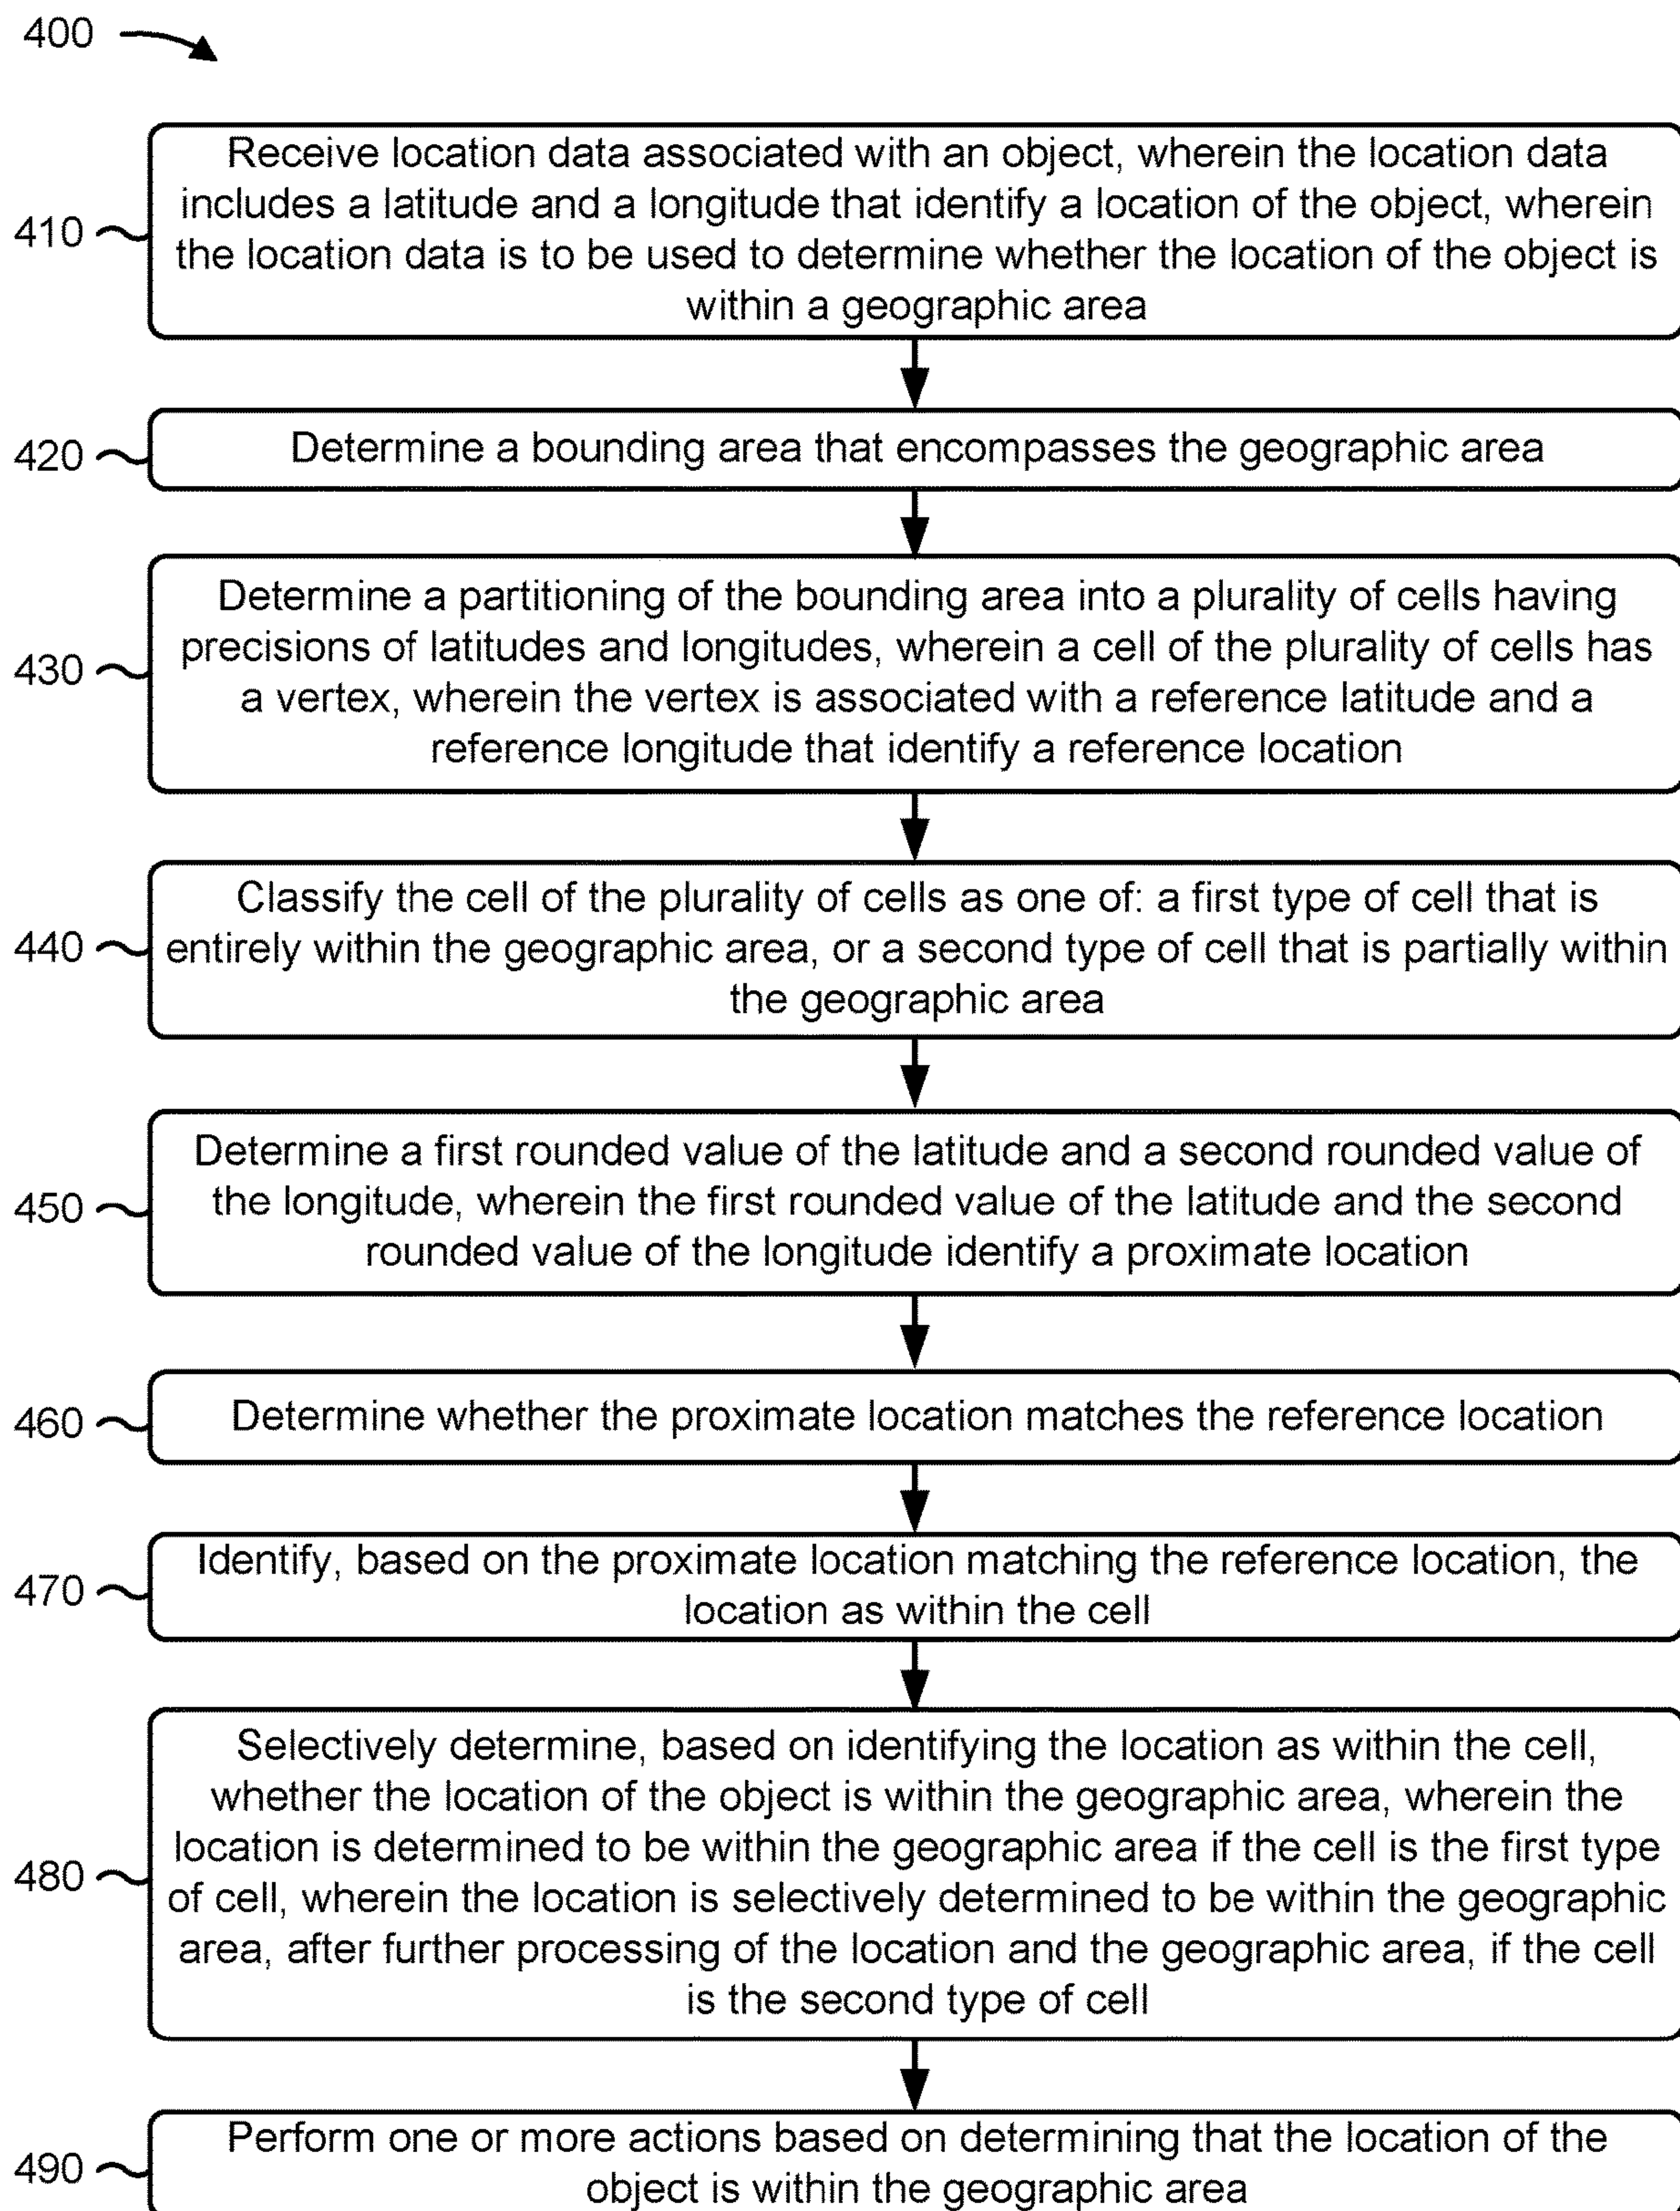 400
Receive location data associated with an object, wherein the location data
includes a latitude and a longitude that identify a location of the object, wherein
410
the location data is to be used to determine whether the location of the object is
within a geographic area
420
Determine a bounding area that encompasses the geographic area
Determine a partitioning of the bounding area into a plurality of cells having
precisions of latitudes and longitudes, wherein a cell of the plurality of cells has
430
a vertex, wherein the vertex is associated with a reference latitude and a
reference longitude that identify a reference location
Classify the cell of the plurality of cells as one of: a first type of cell that is
440
entirely within the geographic area, or a second type of cell that is partially within
the geographic area
Determine a first rounded value of the latitude and a second rounded value of
450
the longitude, wherein the first rounded value of the latitude and the second
rounded value of the longitude identify a proximate location
460
Determine whether the proximate location matches the reference location
470
Identify, based on the proximate location matching the reference location, the
location as within the cell
Selectively determine, based on identifying the location as within the cell,
whether the location of the object is within the geographic area, wherein the
location is determined to be within the geographic area if the cell is the first type
480
of cell, wherein the location is selectively determined to be within the geographic
area, after further processing of the location and the geographic area, if the cell
is the second type of cell
490
Perform one or more actions based on determining that the location of the
object is within the geographic area